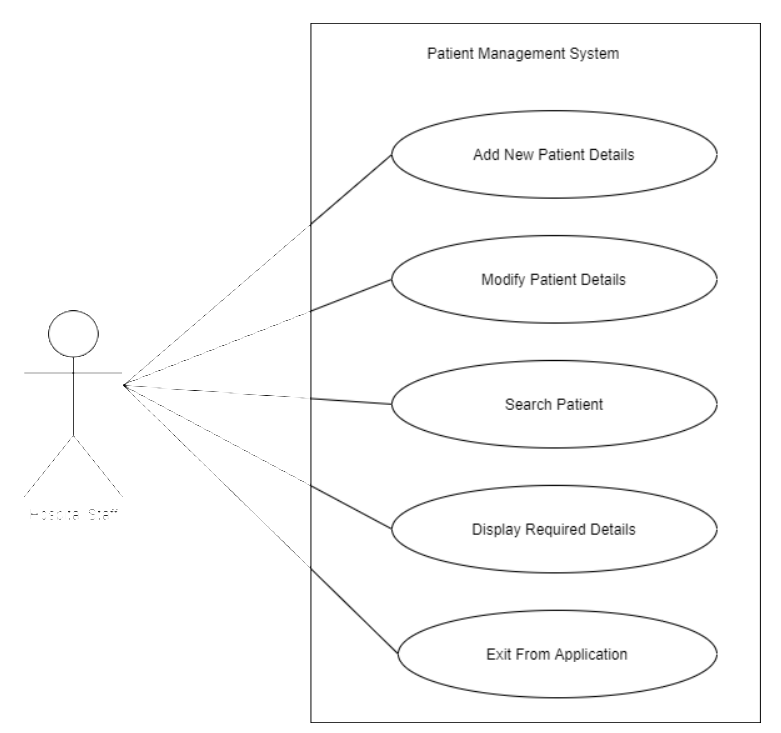 Patient Management System
Add New Patient Details
Modify Patient Details
Search Patient
Display Required Details
Exit From Application
Hospital Staff